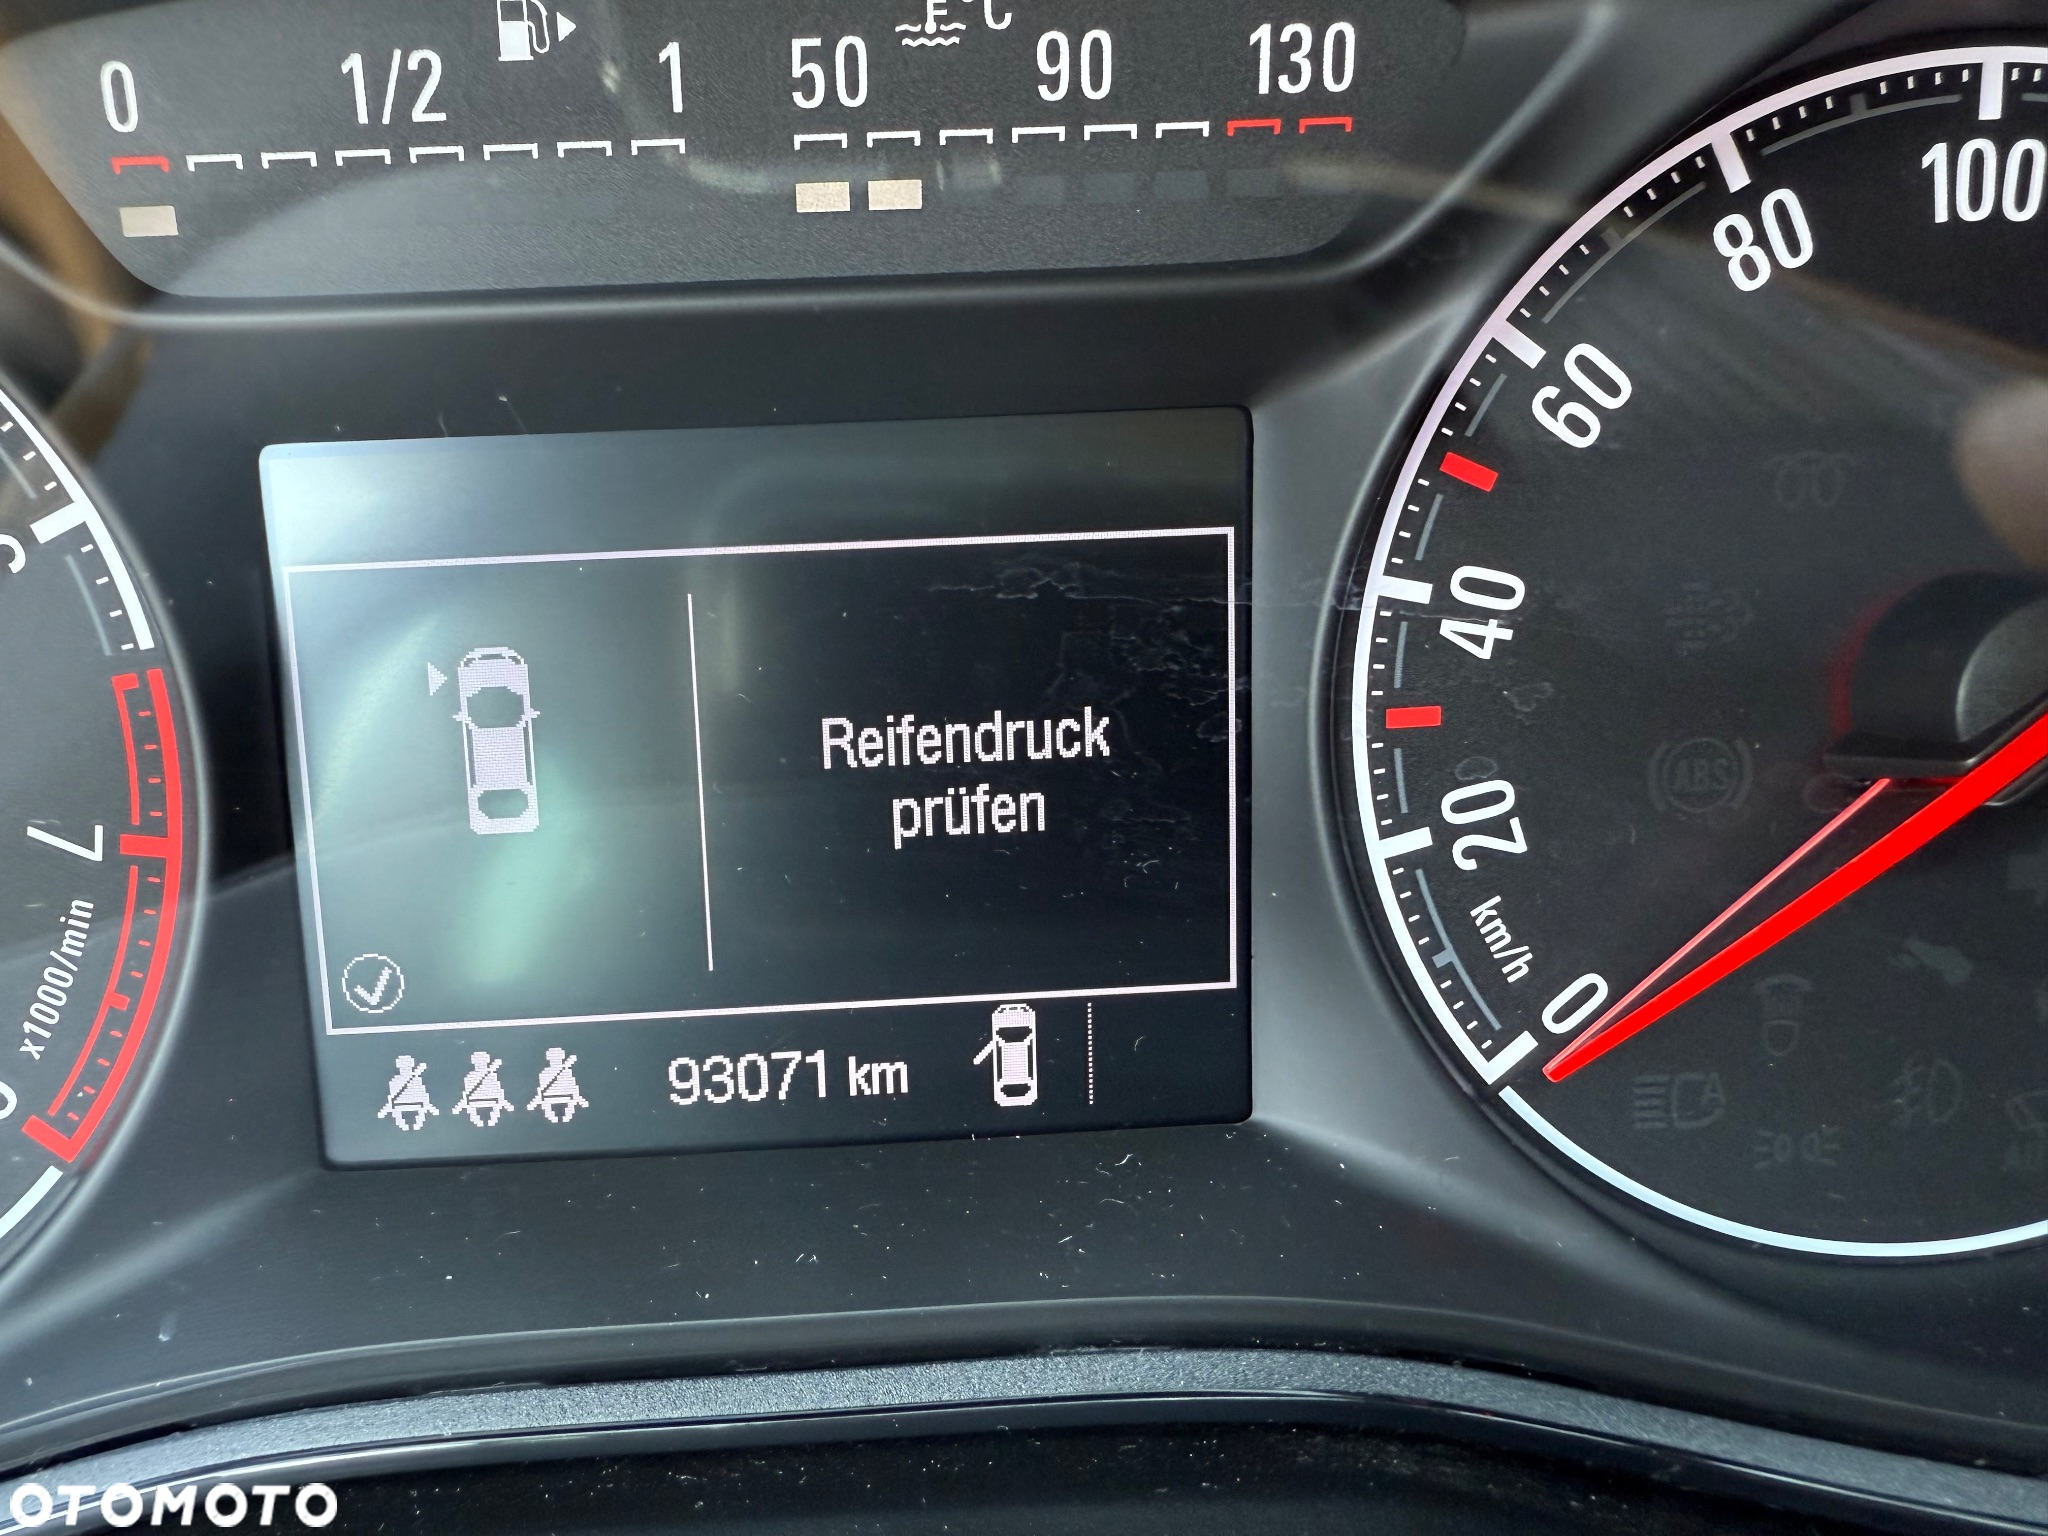 0 1/2 1 50 90 130
°C
100
80
60
40
20
km/h
0
7
x1000/min
Reifendruck
prüfen
93071 km
ABS
A
OTOMOTO